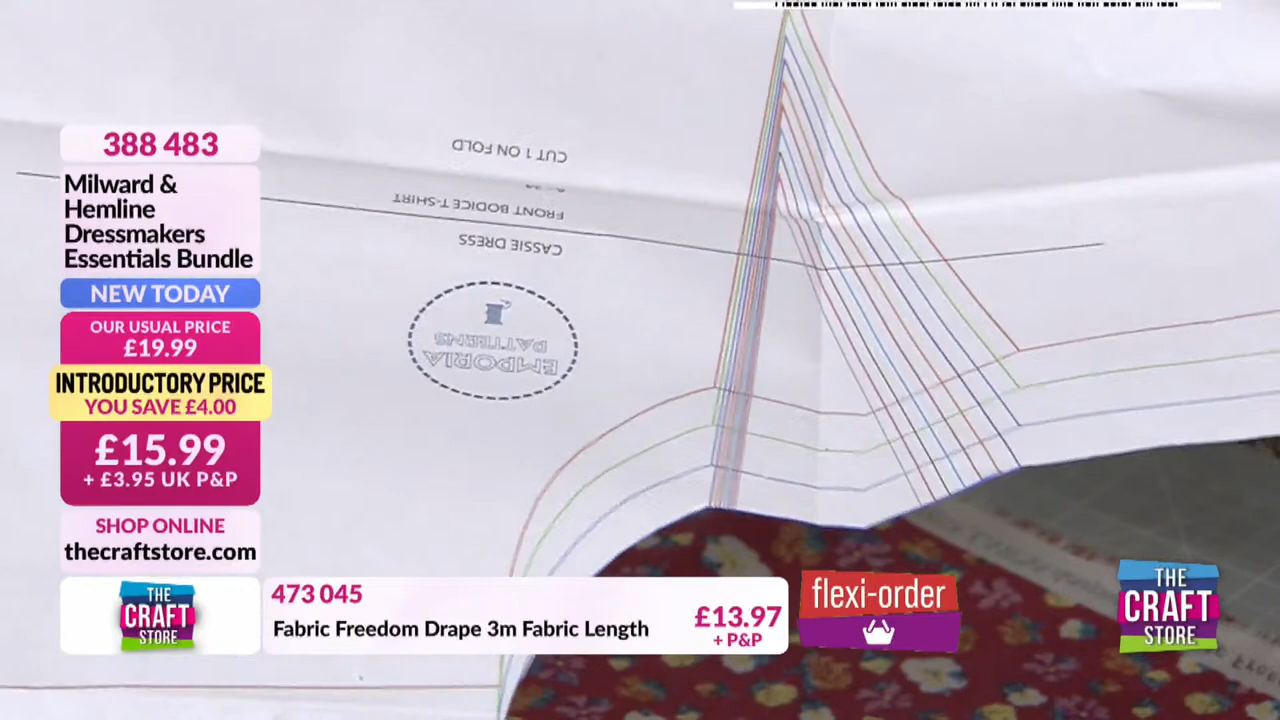 388 483
Milward &
Hemline
Dressmakers
Essentials Bundle
NEW TODAY
OUR USUAL PRICE
£19.99
INTRODUCTORY PRICE
YOU SAVE £4.00
£15.99
+ £3.95 UK P&P
SHOP ONLINE
thecraftstore.com
CUT 1 ON FOLD
FRONT BODICE T-SHIRT
CASSIE DRESS
EMPORIA
PATTERNS
THE
CRAFT
STORE
473 045
Fabric Freedom Drape 3m Fabric Length
£13.97
+ P&P
flexi-order
THE
CRAFT
STORE